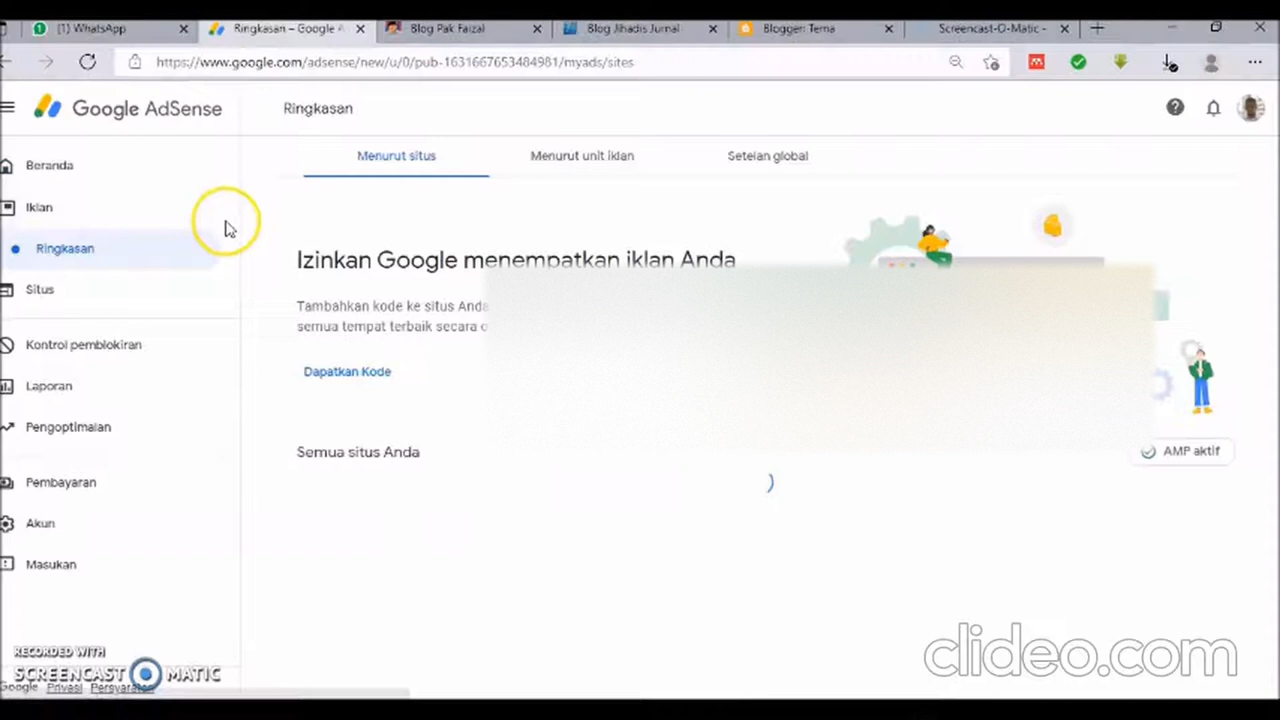 (1) WhatsApp
Ringkasan – Google A
Blog Pak Faizal
Blog Jihadis Jurnal
Blogger: Tema
Screencast-O-Matic -
https://www.google.com/adsense/new/u/0/pub-1631667653484981/myads/sites
Google AdSense
Ringkasan
Menurut situs
Menurut unit iklan
Setelan global
Beranda
Iklan
Ringkasan
Situs
Kontrol pemblokiran
Laporan
Pengoptimalan
Pembayaran
Akun
Masukan
Izinkan Google menempatkan iklan Anda
Tambahkan kode ke situs Anda
semua tempat terbaik secara o
Dapatkan Kode
Semua situs Anda
AMP aktif
RECORDED WITH
SCREENCAST MATIC
Google Privasi Persyaratan
clideo.com